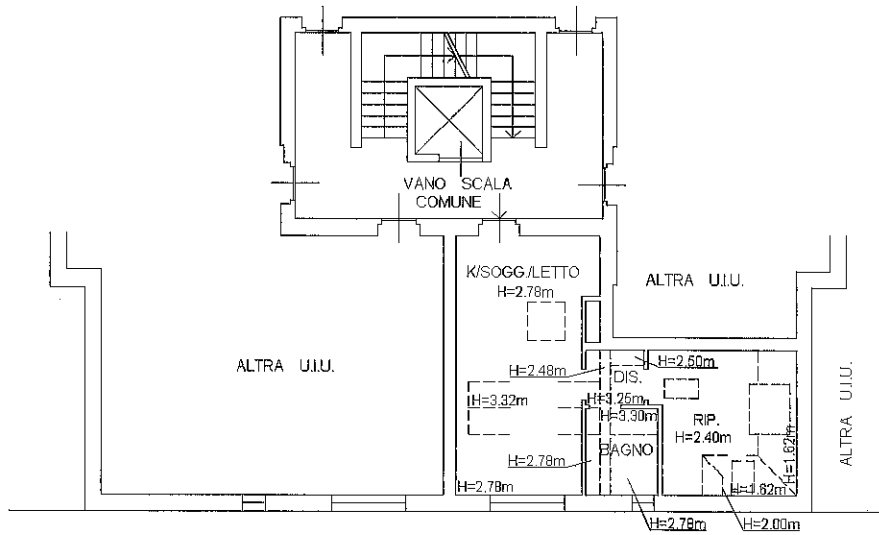 VANO SCALA
COMUNE
K/SOGG./LETTO
H=2.78m
ALTRA U.I.U.
ALTRA U.I.U.
H=2.48m
DIS.
H=2.50m
H=3.32m
H=3.25m
H=3.30m
RIP.
H=2.40m
H=1.62m
ALTRA U.I.U.
H=2.78m
BAGNO
H=2.78m
H=1.62m
H=2.78m
H=2.00m